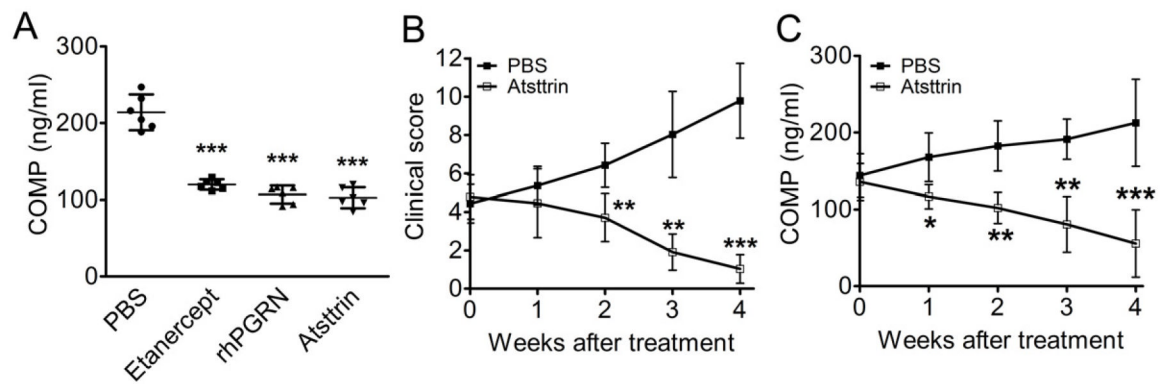 A
300
200
100
0
COMP (ng/ml)
***
***
***
PBS
Etanercept
rhPGRN
Atsttrin
B
12
10
8
6
4
2
0
Clinical score
PBS
Atsttrin
**
**
***
0 1 2 3 4
Weeks after treatment
C
300
200
100
0
COMP (ng/ml)
PBS
Atsttrin
*
**
**
***
0 1 2 3 4
Weeks after treatment